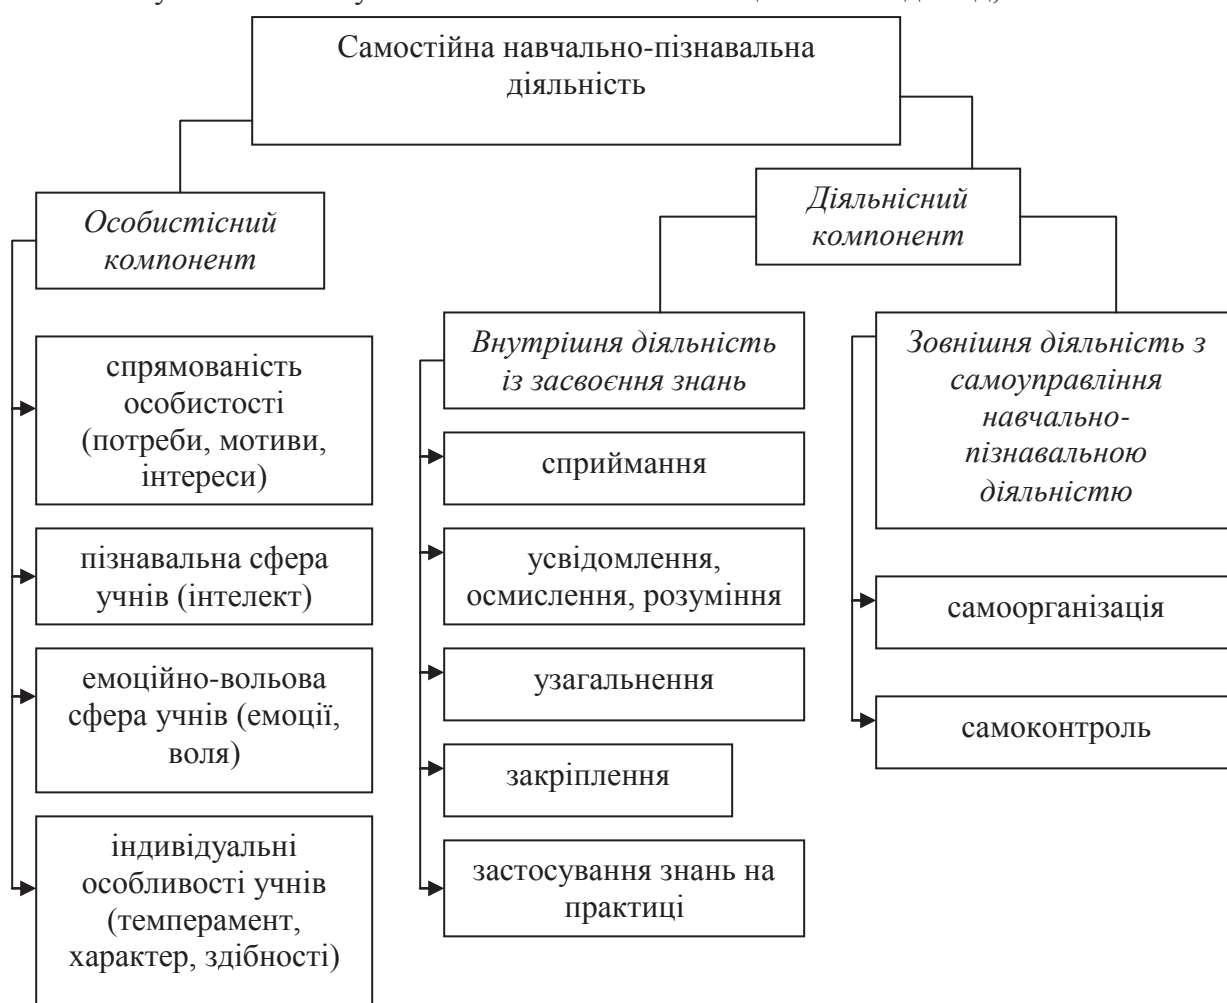 Самостійна навчально-пізнавальна
діяльність
Особистісний
компонент
спрямованість
особистості
(потреби, мотиви,
інтереси)
пізнавальна сфера
учнів (інтелект)
емоційно-вольова
сфера учнів (емоції,
воля)
індивідуальні
особливості учнів
(темперамент,
характер, здібності)
Діяльнісний
компонент
Внутрішня діяльність
із засвоєння знань
сприймання
усвідомлення,
осмислення, розуміння
узагальнення
закріплення
застосування знань на
практиці
Зовнішня діяльність з
самоуправління
навчально-
пізнавальною
діяльністю
самоорганізація
самоконтроль